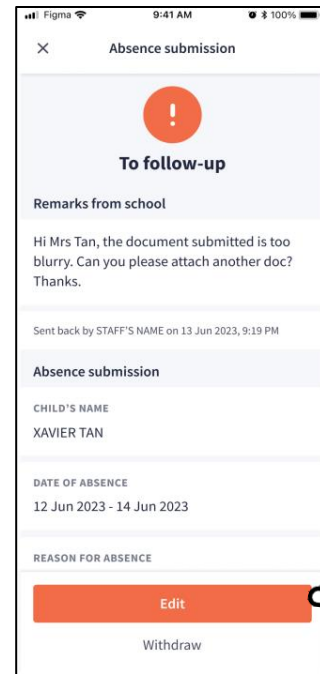 Figma 9:41 AM 100%
Absence submission
To follow-up
Remarks from school
Hi Mrs Tan, the document submitted is too
blurry. Can you please attach another doc?
Thanks.
Sent back by STAFF'S NAME on 13 Jun 2023, 9:19 PM
Absence submission
CHILD'S NAME
XAVIER TAN
DATE OF ABSENCE
12 Jun 2023 - 14 Jun 2023
REASON FOR ABSENCE
Edit
Withdraw